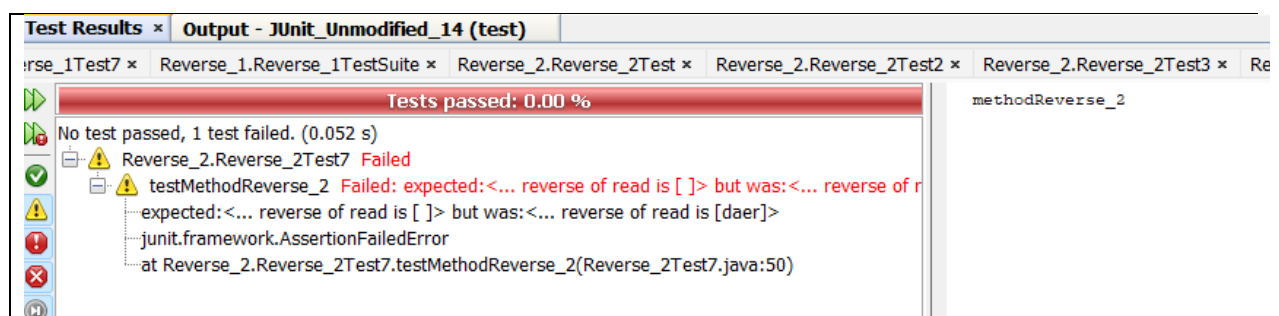 Test Results × Output - JUnit_Unmodified_14 (test)
erse_1Test7 × Reverse_1.Reverse_1TestSuite × Reverse_2.Reverse_2Test × Reverse_2.Reverse_2Test2 × Reverse_2.Reverse_2Test3 × Re
Tests passed: 0.00 %
methodReverse_2
No test passed, 1 test failed. (0.052 s)
Reverse_2.Reverse_2Test7 Failed
testMethodReverse_2 Failed: expected:<... reverse of read is [ ]> but was:<... reverse of r
expected:<... reverse of read is [ ]> but was:<... reverse of read is [daer]>
junit.framework.AssertionFailedError
at Reverse_2.Reverse_2Test7.testMethodReverse_2(Reverse_2Test7.java:50)